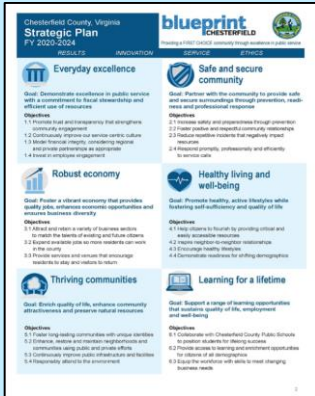 Chesterfield County, Virginia
Strategic Plan
FY 2020-2024
blueprint
CHESTERFIELD
Providing a FIRST CHOICE community through excellence in public service
RESULTS INNOVATION SERVICE ETHICS
Everyday excellence
Goal: Demonstrate excellence in public service
with a commitment to fiscal stewardship and
efficient use of resources
Objectives
1.1 Promote trust and transparency that strengthens
community engagement
1.2 Continuously improve our service-centric culture
1.3 Model financial integrity, considering regional
and private partnerships as appropriate
1.4 Invest in employee engagement
Safe and secure
community
Goal: Partner with the community to provide safe
and secure surroundings through prevention, readi-
ness and professional response
Objectives
2.1 Increase safety and preparedness through prevention
2.2 Foster positive and respectful community relationships
2.3 Reduce repetitive incidents that negatively impact
resources
2.4 Respond promptly, professionally and efficiently
to service calls
Robust economy
Goal: Foster a vibrant economy that provides
quality jobs, enhances economic opportunities and
ensures business diversity
Objectives
3.1 Attract and retain a variety of business sectors
to match the talents of existing and future citizens
3.2 Expand available jobs so more residents can work
in the county
3.3 Provide services and venues that encourage
residents to stay and visitors to return
Healthy living and
well-being
Goal: Promote healthy, active lifestyles while
fostering self-sufficiency and quality of life
Objectives
4.1 Help citizens to flourish by providing critical and
easily accessible resources
4.2 Inspire neighbor-to-neighbor relationships
4.3 Encourage healthy lifestyles
4.4 Demonstrate readiness for shifting demographics
Thriving communities
Goal: Enrich quality of life, enhance community
attractiveness and preserve natural resources
Objectives
5.1 Foster long-lasting communities with unique identities
5.2 Enhance, restore and maintain neighborhoods and
communities using public and private efforts
5.3 Continuously improve public infrastructure and facilities
5.4 Responsibly attend to the environment
Learning for a lifetime
Goal: Support a range of learning opportunities
that sustains quality of life, employment
and well-being
Objectives
6.1 Collaborate with Chesterfield County Public Schools
to position students for lifelong success
6.2 Provide access to learning and enrichment opportunities
for citizens of all demographics
6.3 Equip the workforce with skills to meet changing
business needs